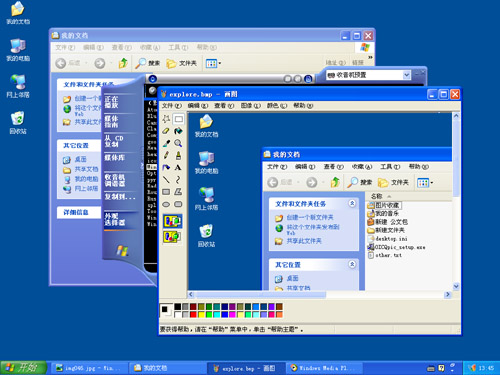 我的文档
我的电脑
网上邻居
回收站
我的文档
文件(F) 编辑(E) 查看(V) 收藏(A) 工具(T) 帮助(H)
后退 搜索 文件夹
地址(D) 链接
文件和文件夹任务
创建一个新
将这个文件
Web
共享此文件
其它位置
桌面
共享文档
我的电脑
网上邻居
详细信息
正在
播放
媒体
指南
从 CD
复制
媒体库
收音机
调谐器
复制到...
外观
选择器
收音机预置
explore.bmp - 画图
文件(F) 编辑(E) 查看(V) 图像(I) 颜色(C) 帮助(H)
我的文档
我的电脑
网上邻居
回收站
我的文档
文件(F) 编辑(E) 查看(V) 收藏(A) 工具(T) 帮助(H)
后退 搜索 文件夹
文件和文件夹任务
创建一个新文件夹
将这个文件夹发布到
Web
共享此文件夹
其它位置
桌面
共享文档
图片收藏
我的音乐
新建 公文包
新建文件夹
desktop.ini
OICQpic_setup.exe
other.txt
要获得帮助，请在“帮助”菜单中，单击“帮助主题”。
开始
img045.jpg - Win...
我的文档
explore.bmp - 画图
Windows Media Pl...
13:45